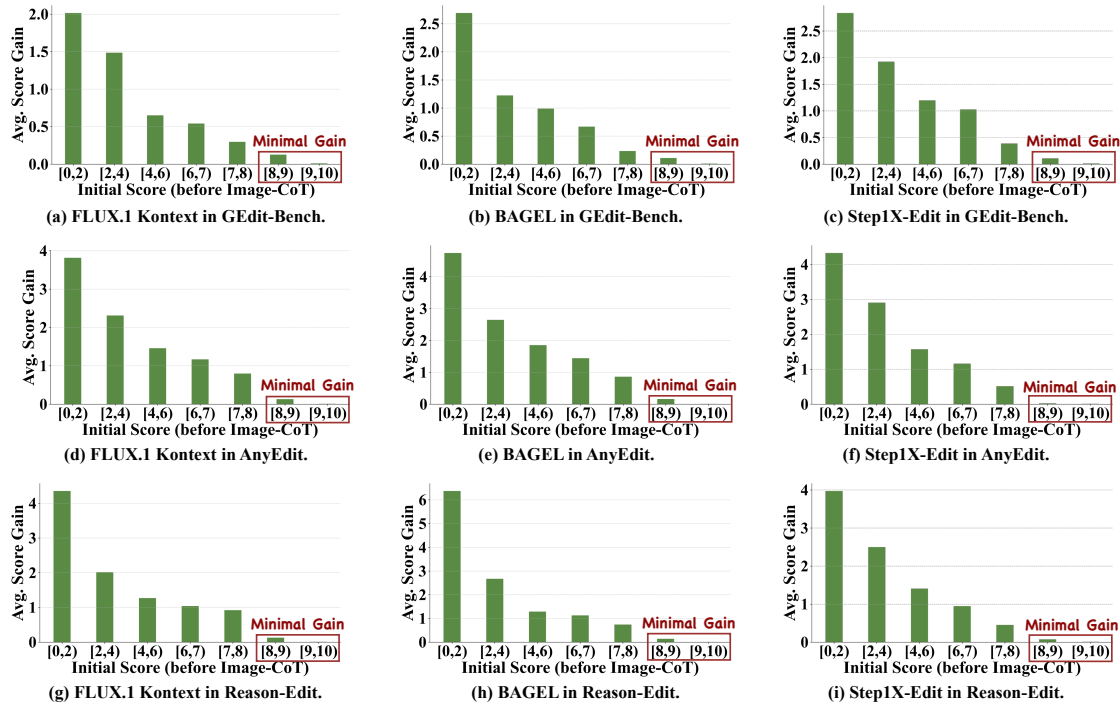 Avg. Score Gain
2.0
1.5
1.0
0.5
0.0
Minimal Gain
[0,2) [2,4) [4,6) [6,7) [7,8) [8,9) [9,10)
Initial Score (before Image-CoT)
(a) FLUX.1 Kontext in GEdit-Bench.
Avg. Score Gain
2.5
2.0
1.5
1.0
0.5
0.0
Minimal Gain
[0,2) [2,4) [4,6) [6,7) [7,8) [8,9) [9,10)
Initial Score (before Image-CoT)
(b) BAGEL in GEdit-Bench.
Avg. Score Gain
2.5
2.0
1.5
1.0
0.5
0.0
Minimal Gain
[0,2) [2,4) [4,6) [6,7) [7,8) [8,9) [9,10)
Initial Score (before Image-CoT)
(c) Step1X-Edit in GEdit-Bench.
Avg. Score Gain
4
3
2
1
0
Minimal Gain
[0,2) [2,4) [4,6) [6,7) [7,8) [8,9) [9,10)
Initial Score (before Image-CoT)
(d) FLUX.1 Kontext in AnyEdit.
Avg. Score Gain
4
3
2
1
0
Minimal Gain
[0,2) [2,4) [4,6) [6,7) [7,8) [8,9) [9,10)
Initial Score (before Image-CoT)
(e) BAGEL in AnyEdit.
Avg. Score Gain
4
3
2
1
0
Minimal Gain
[0,2) [2,4) [4,6) [6,7) [7,8) [8,9) [9,10)
Initial Score (before Image-CoT)
(f) Step1X-Edit in AnyEdit.
Avg. Score Gain
4
3
2
1
0
Minimal Gain
[0,2) [2,4) [4,6) [6,7) [7,8) [8,9) [9,10)
Initial Score (before Image-CoT)
(g) FLUX.1 Kontext in Reason-Edit.
Avg. Score Gain
6
5
4
3
2
1
0
Minimal Gain
[0,2) [2,4) [4,6) [6,7) [7,8) [8,9) [9,10)
Initial Score (before Image-CoT)
(h) BAGEL in Reason-Edit.
Avg. Score Gain
4
3
2
1
0
Minimal Gain
[0,2) [2,4) [4,6) [6,7) [7,8) [8,9) [9,10)
Initial Score (before Image-CoT)
(i) Step1X-Edit in Reason-Edit.